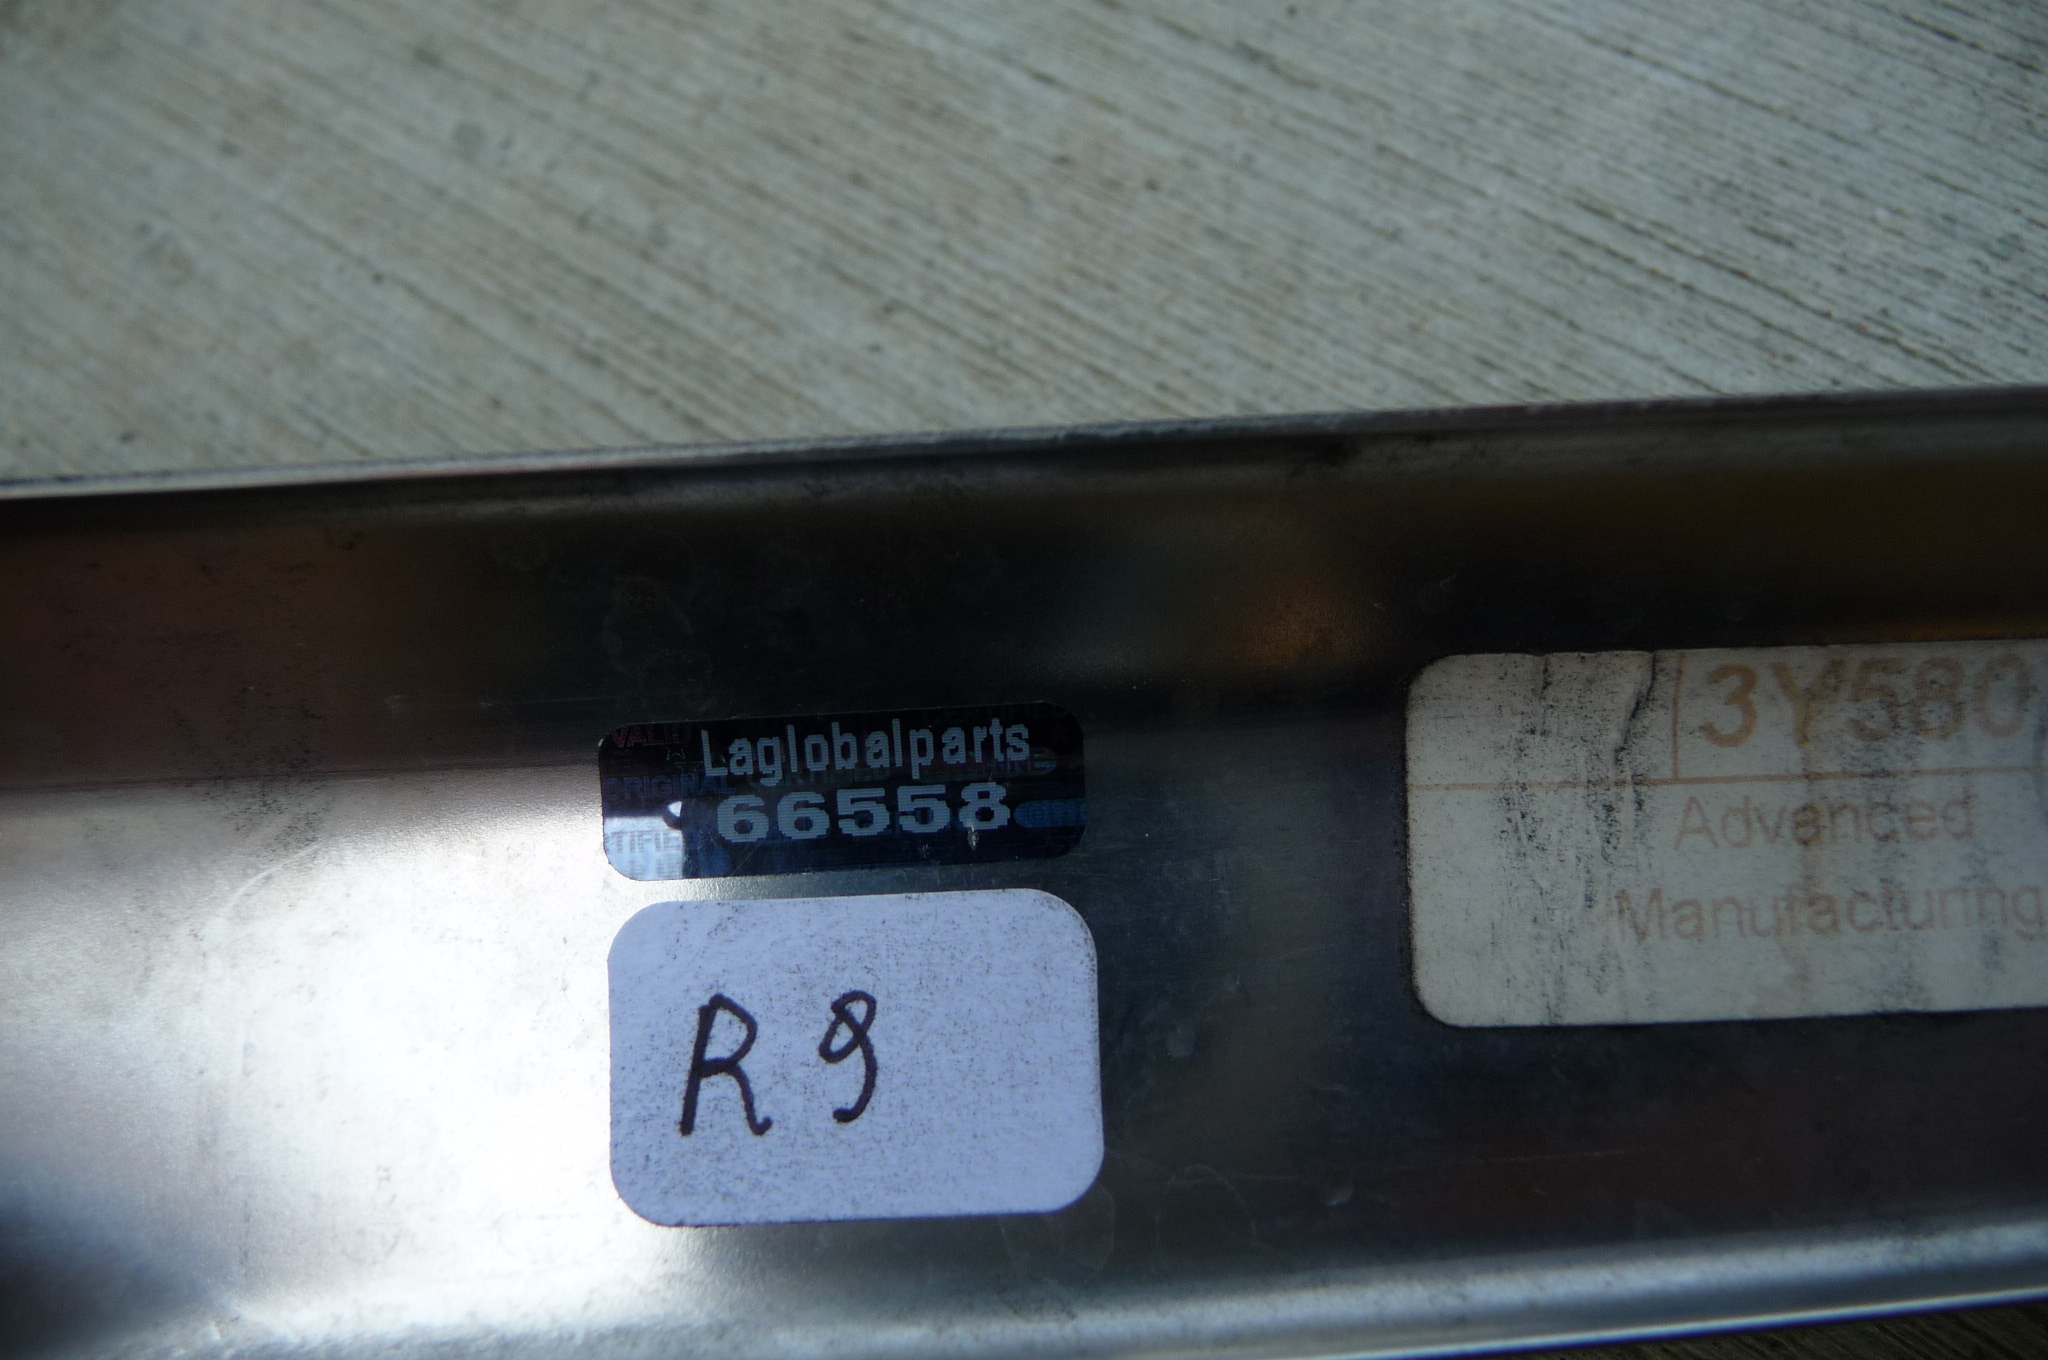 Laglobalparts
66558
R9
3Y580
Advanced
Manufacturing